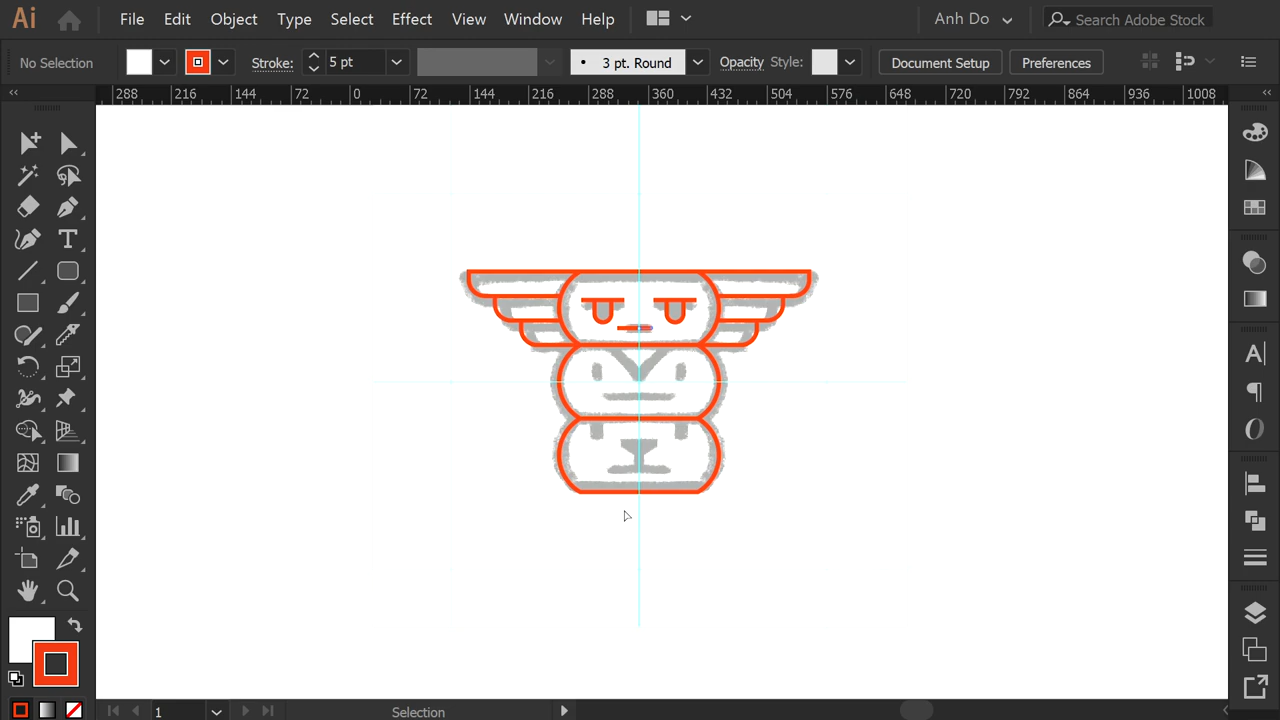 Ai File Edit Object Type Select Effect View Window Help Anh Do Search Adobe Stock
No Selection Stroke: 5 pt 3 pt. Round Opacity Style: Document Setup Preferences
288 216 144 72 0 72 144 216 288 360 432 504 576 648 720 792 864 936 1008
1 Selection